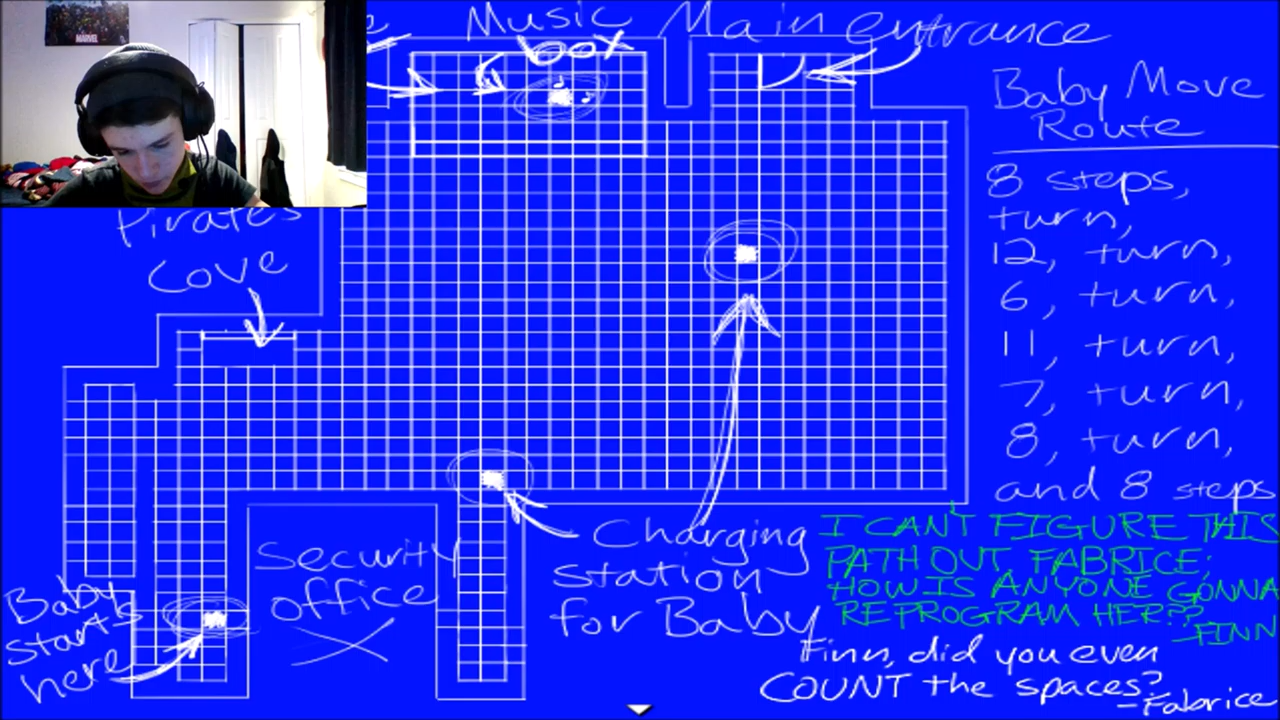 MARVEL
Music
box
Main entrance
Baby Move
Route
8 steps,
turn,
12, turn,
6, turn,
11, turn,
7, turn,
8, turn,
and 8 steps
Pirates
Cove
Security
office
X
Baby
starts
here
Charging
station
for Baby
I CANT FIGURE THIS
PATH OUT, FABRICE.
HOW IS ANYONE GONNA
REPROGRAM HER??
-FINN
Finn, did you even
COUNT the spaces?
-Fabrice